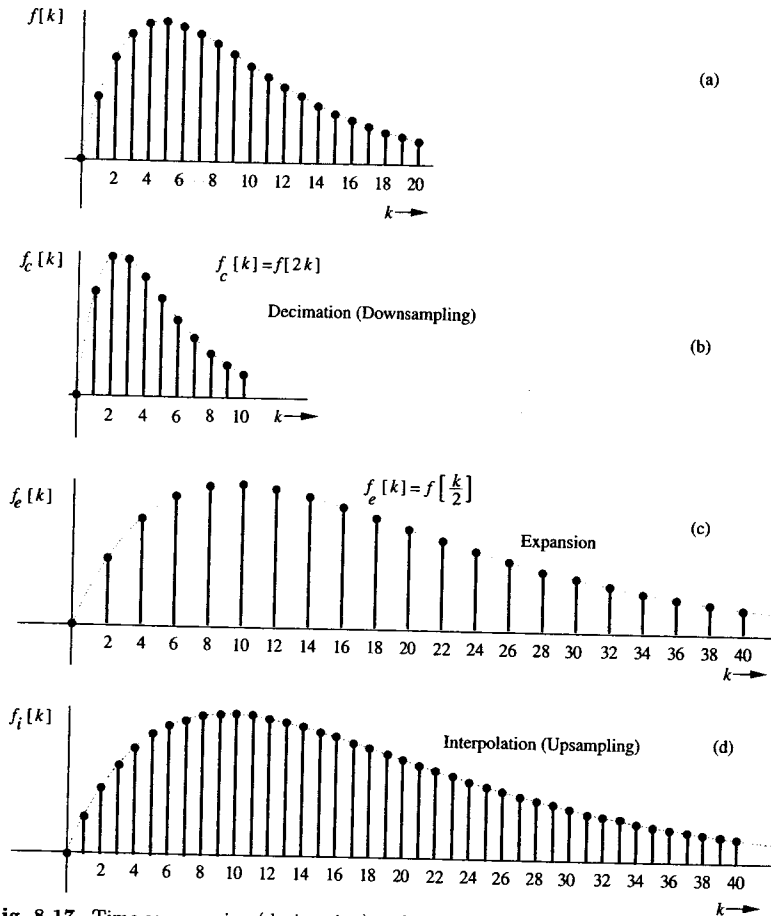 f[k]
(a)
2 4 6 8 10 12 14 16 18 20
k→
f_c[k]
f_c[k]=f[2k]
Decimation (Downsampling)
(b)
2 4 6 8 10 k→
f_e[k]
f_e[k]=f[k/2]
Expansion
(c)
2 4 6 8 10 12 14 16 18 20 22 24 26 28 30 32 34 36 38 40
k→
f_i[k]
Interpolation (Upsampling)
(d)
2 4 6 8 10 12 14 16 18 20 22 24 26 28 30 32 34 36 38 40
k→
8-17